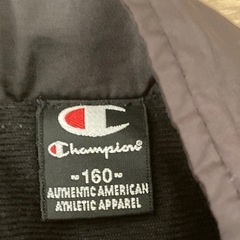 Champion
~160~
AUTHENTIC AMERICAN
ATHLETIC APPAREL